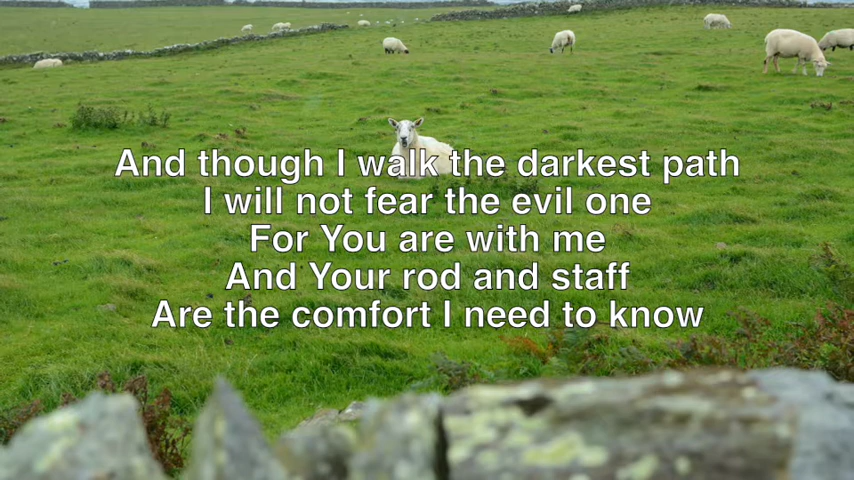 And though I walk the darkest path
I will not fear the evil one
For You are with me
And Your rod and staff
Are the comfort I need to know